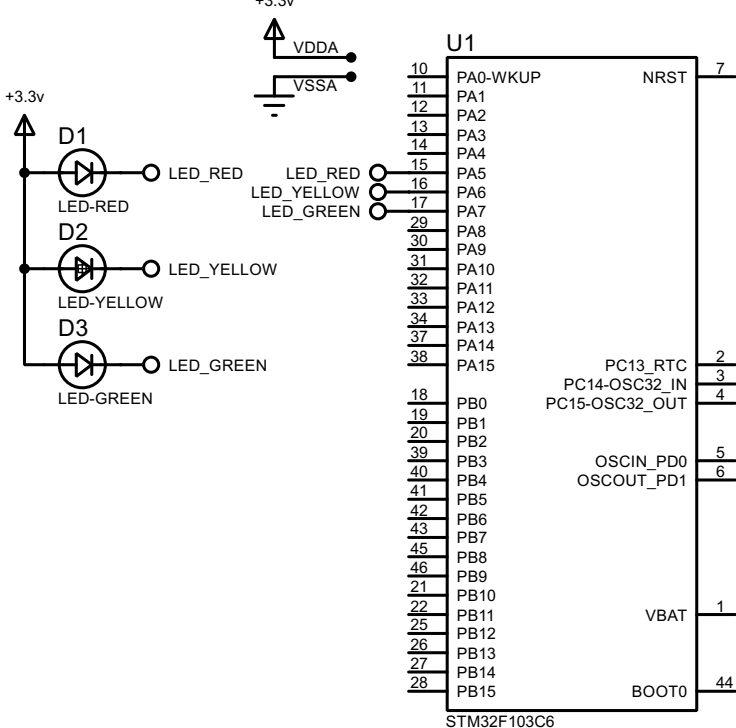 +3.3v
VDDA
VSSA
+3.3v
D1
LED-RED
LED_RED
D2
LED-YELLOW
LED_YELLOW
D3
LED-GREEN
LED_GREEN
U1
LED_RED
LED_YELLOW
LED_GREEN
10 PA0-WKUP
11 PA1
12 PA2
13 PA3
14 PA4
15 PA5
16 PA6
17 PA7
29 PA8
30 PA9
31 PA10
32 PA11
33 PA12
34 PA13
37 PA14
38 PA15
18 PB0
19 PB1
20 PB2
39 PB3
40 PB4
41 PB5
42 PB6
43 PB7
45 PB8
46 PB9
21 PB10
22 PB11
25 PB12
26 PB13
27 PB14
28 PB15
NRST 7
PC13_RTC 2
PC14-OSC32_IN 3
PC15-OSC32_OUT 4
OSCIN_PD0 5
OSCOUT_PD1 6
VBAT 1
BOOT0 44
STM32F103C6